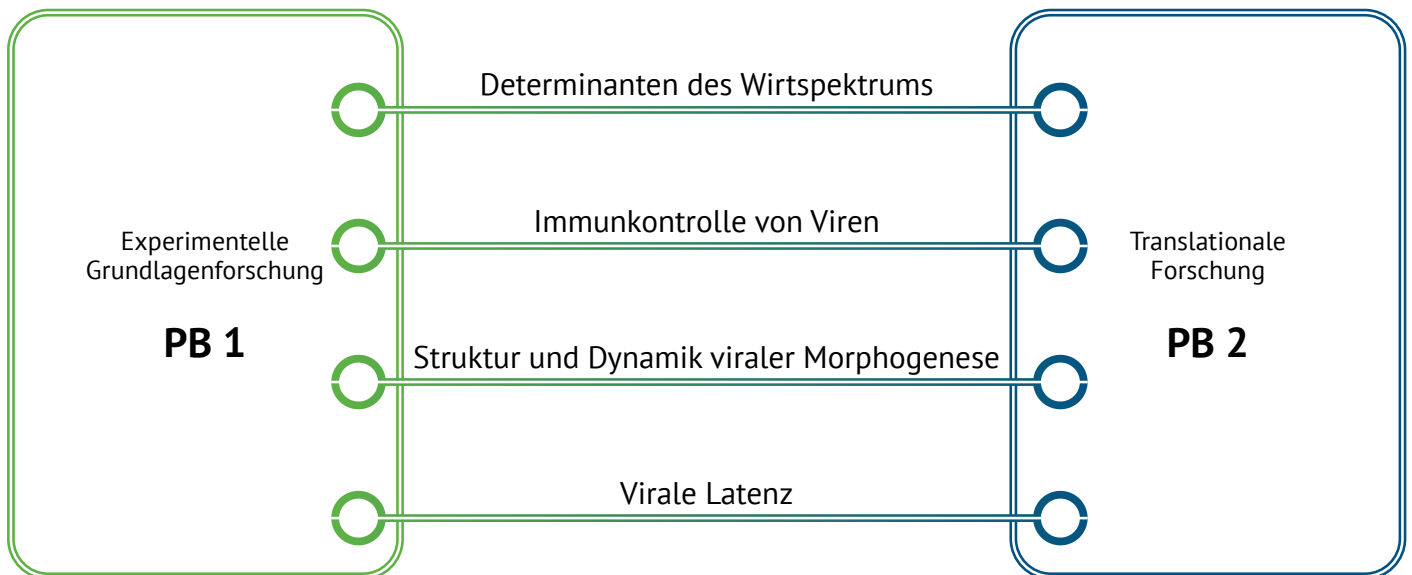 Determinanten des Wirtspektrums
Immunkontrolle von Viren
Experimentelle
Grundlagenforschung
PB 1
Translationale
Forschung
PB 2
Struktur und Dynamik viraler Morphogenese
Virale Latenz